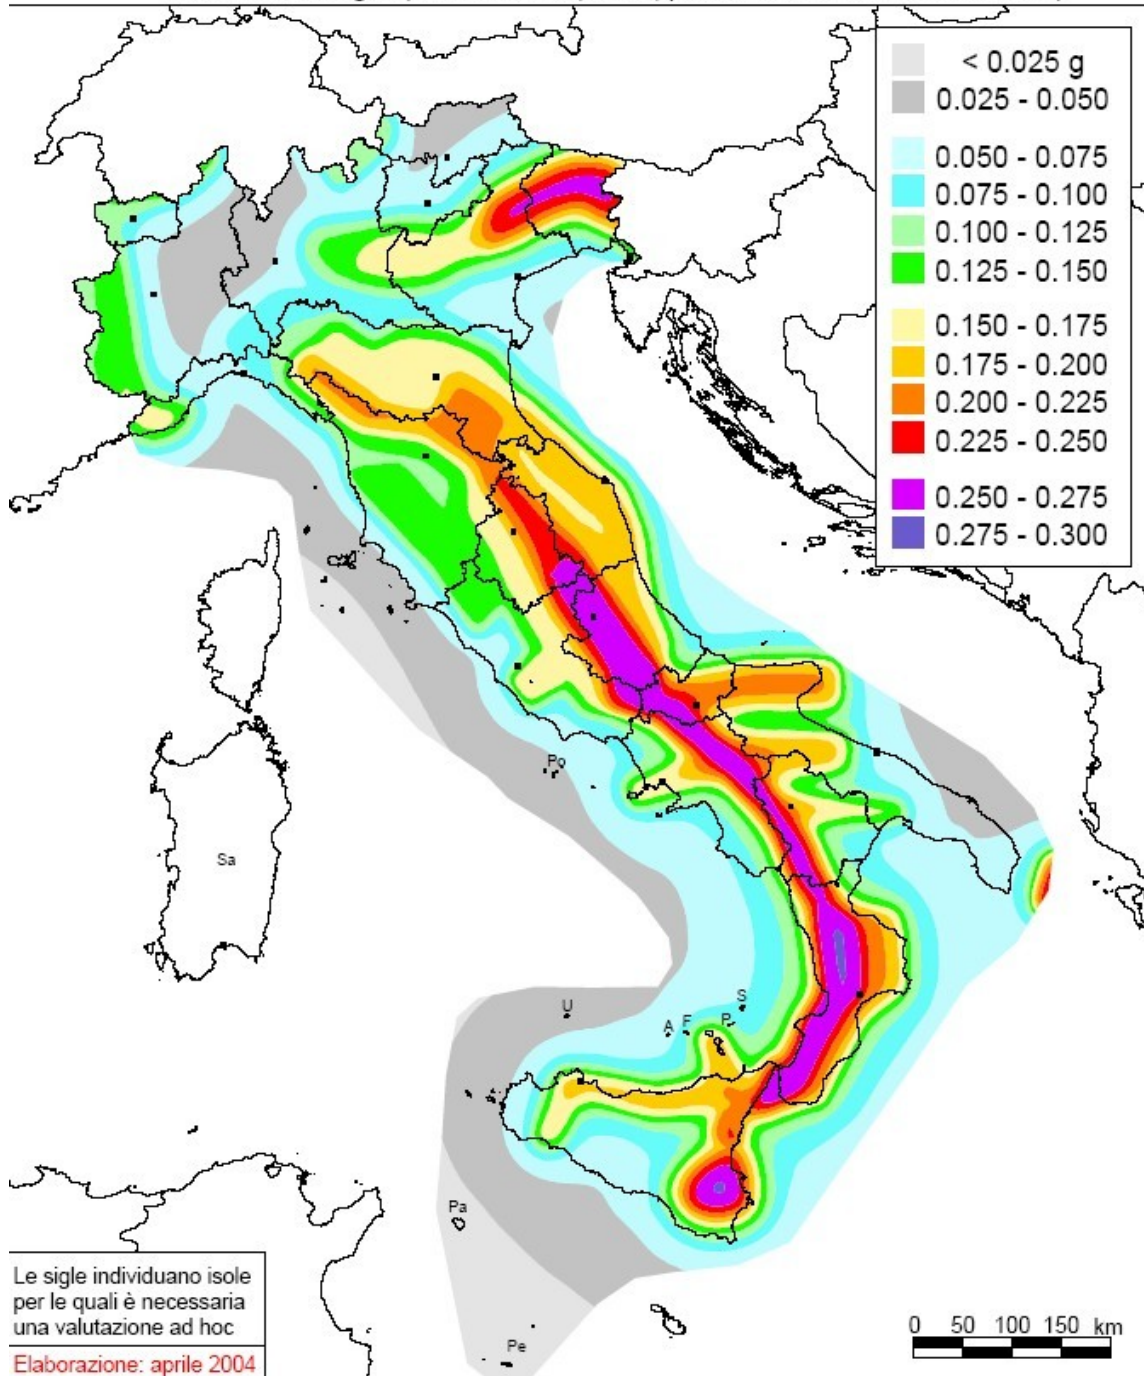 < 0.025 g
0.025 - 0.050
0.050 - 0.075
0.075 - 0.100
0.100 - 0.125
0.125 - 0.150
0.150 - 0.175
0.175 - 0.200
0.200 - 0.225
0.225 - 0.250
0.250 - 0.275
0.275 - 0.300
Po
Sa
U
A
F
P
S
Pa
Pe
Le sigle individuano isole
per le quali è necessaria
una valutazione ad hoc
Elaborazione: aprile 2004
0 50 100 150 km